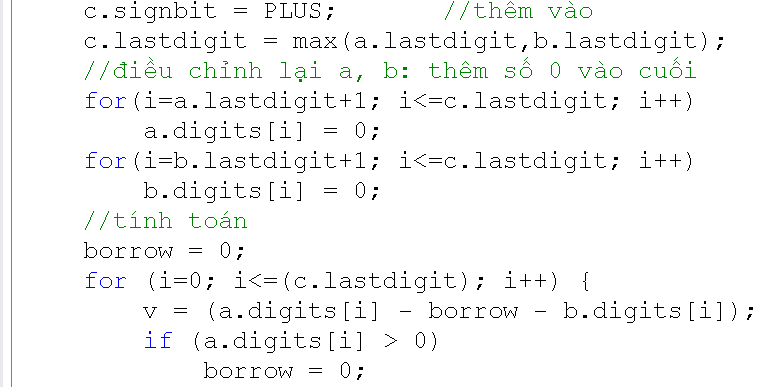 c.signbit = PLUS;       //thêm vào
c.lastdigit = max(a.lastdigit,b.lastdigit);
//điều chỉnh lại a, b: thêm số 0 vào cuối
for(i=a.lastdigit+1; i<=c.lastdigit; i++)
    a.digits[i] = 0;
for(i=b.lastdigit+1; i<=c.lastdigit; i++)
    b.digits[i] = 0;
//tính toán
borrow = 0;
for (i=0; i<=(c.lastdigit); i++) {
    v = (a.digits[i] - borrow - b.digits[i]);
    if (a.digits[i] > 0)
        borrow = 0;